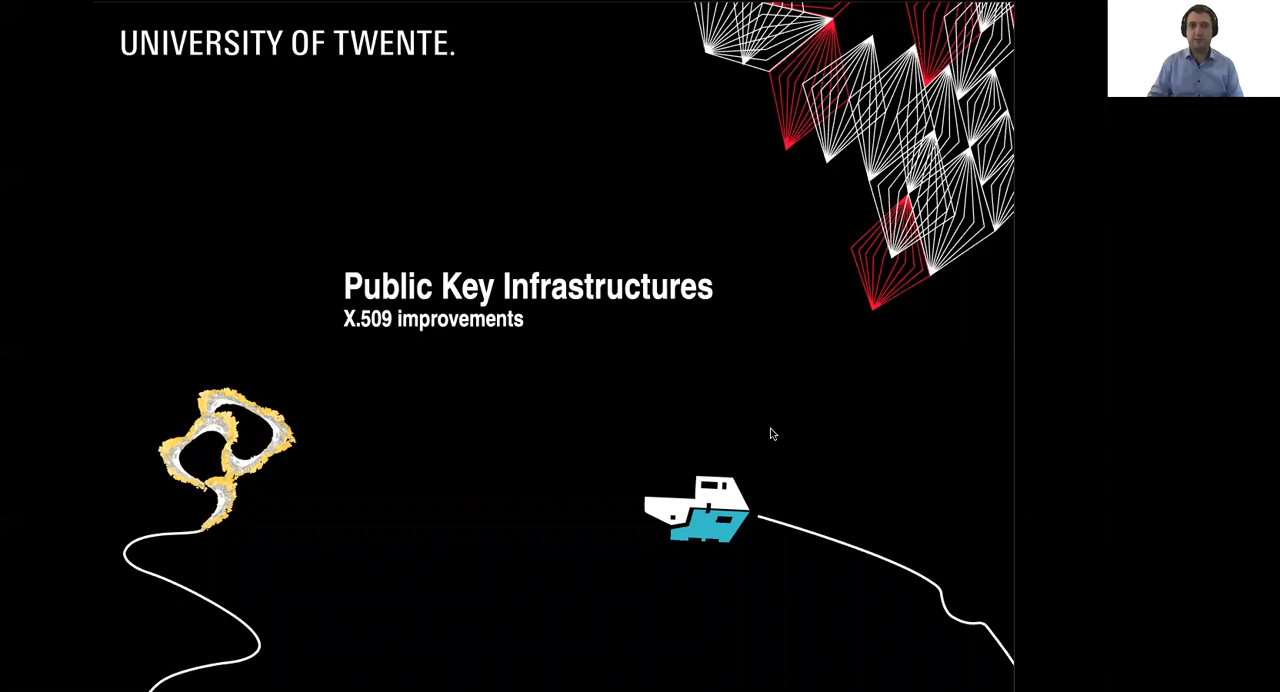 UNIVERSITY OF TWENTE.
Public Key Infrastructures
X.509 improvements